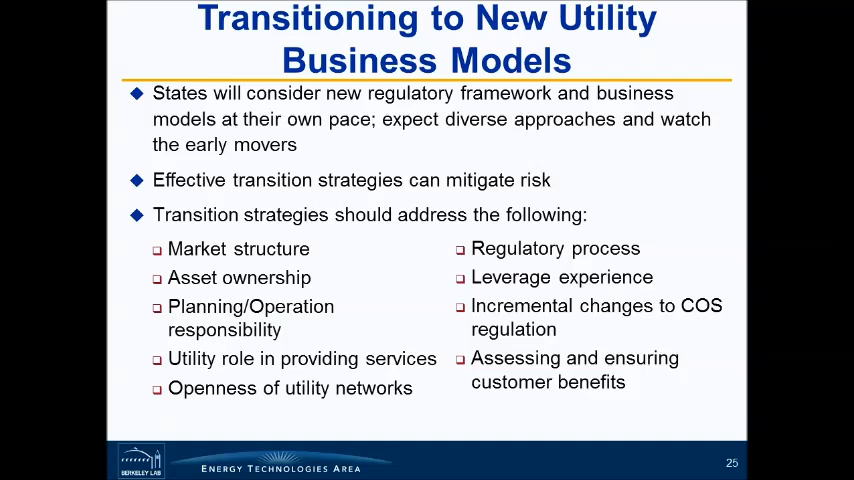 Transitioning to New Utility
Business Models
States will consider new regulatory framework and business
models at their own pace; expect diverse approaches and watch
the early movers
Effective transition strategies can mitigate risk
Transition strategies should address the following:
Market structure
Asset ownership
Planning/Operation
responsibility
Utility role in providing services
Openness of utility networks
Regulatory process
Leverage experience
Incremental changes to COS
regulation
Assessing and ensuring
customer benefits
BERKELEY LAB
ENERGY TECHNOLOGIES AREA
25